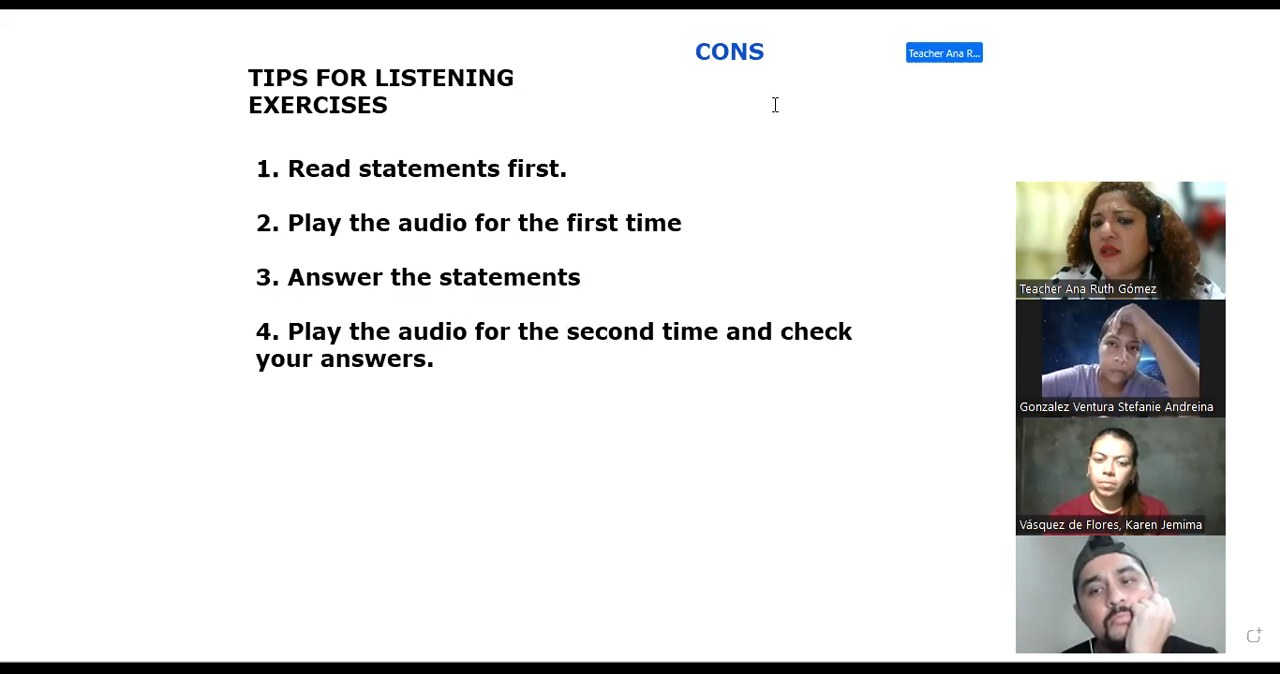 CONS
Teacher Ana R...
TIPS FOR LISTENING
EXERCISES
1. Read statements first.
2. Play the audio for the first time
3. Answer the statements
4. Play the audio for the second time and check
your answers.
Teacher Ana Ruth Gómez
Gonzalez Ventura Stefanie Andreina
Vásquez de Flores, Karen Jemima